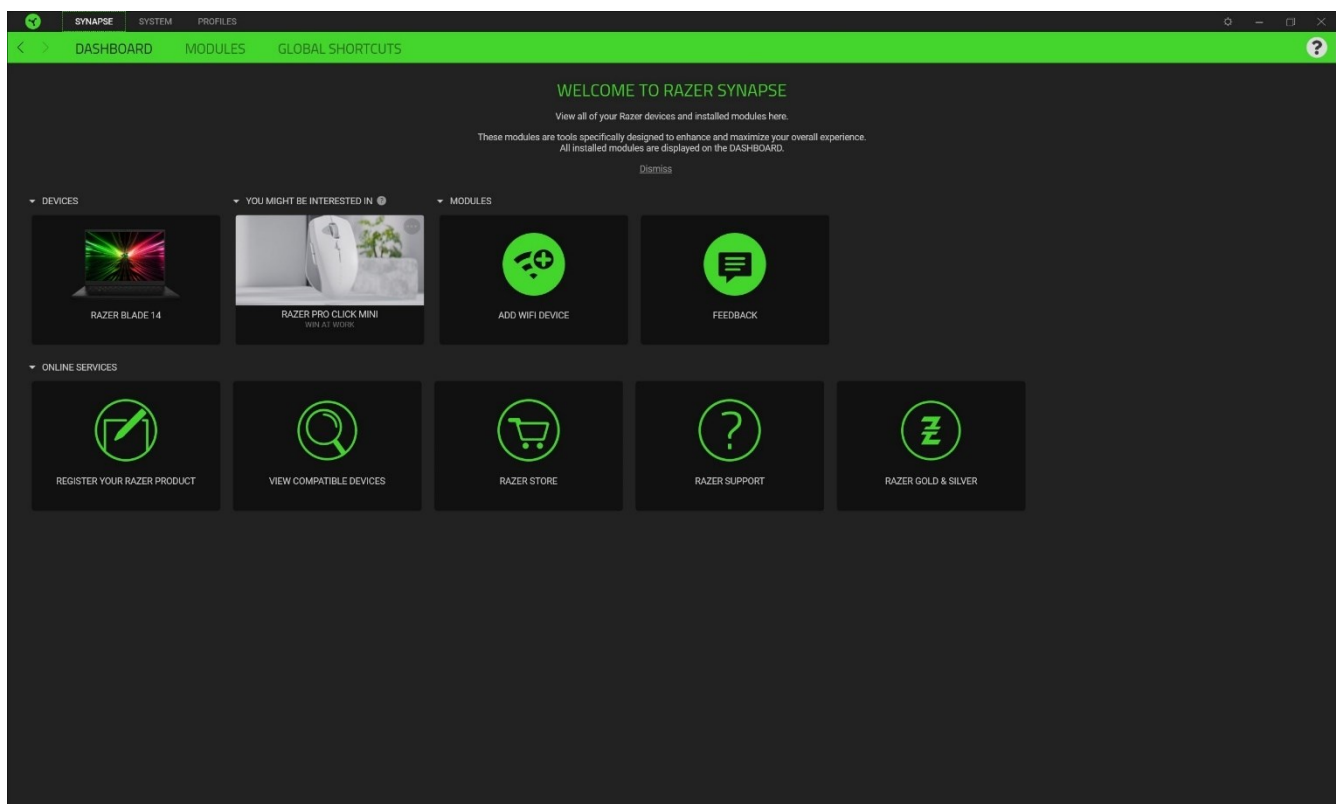 SYNAPSE SYSTEM PROFILES
DASHBOARD MODULES GLOBAL SHORTCUTS ?
WELCOME TO RAZER SYNAPSE
View all of your Razer devices and installed modules here.
These modules are tools specifically designed to enhance and maximize your overall experience.
All installed modules are displayed on the DASHBOARD.
Dismiss
DEVICES
YOU MIGHT BE INTERESTED IN ?
MODULES
RAZER BLADE 14
RAZER PRO CLICK MINI
WIN AT WORK
ADD WIFI DEVICE
FEEDBACK
ONLINE SERVICES
REGISTER YOUR RAZER PRODUCT
VIEW COMPATIBLE DEVICES
RAZER STORE
RAZER SUPPORT
RAZER GOLD & SILVER